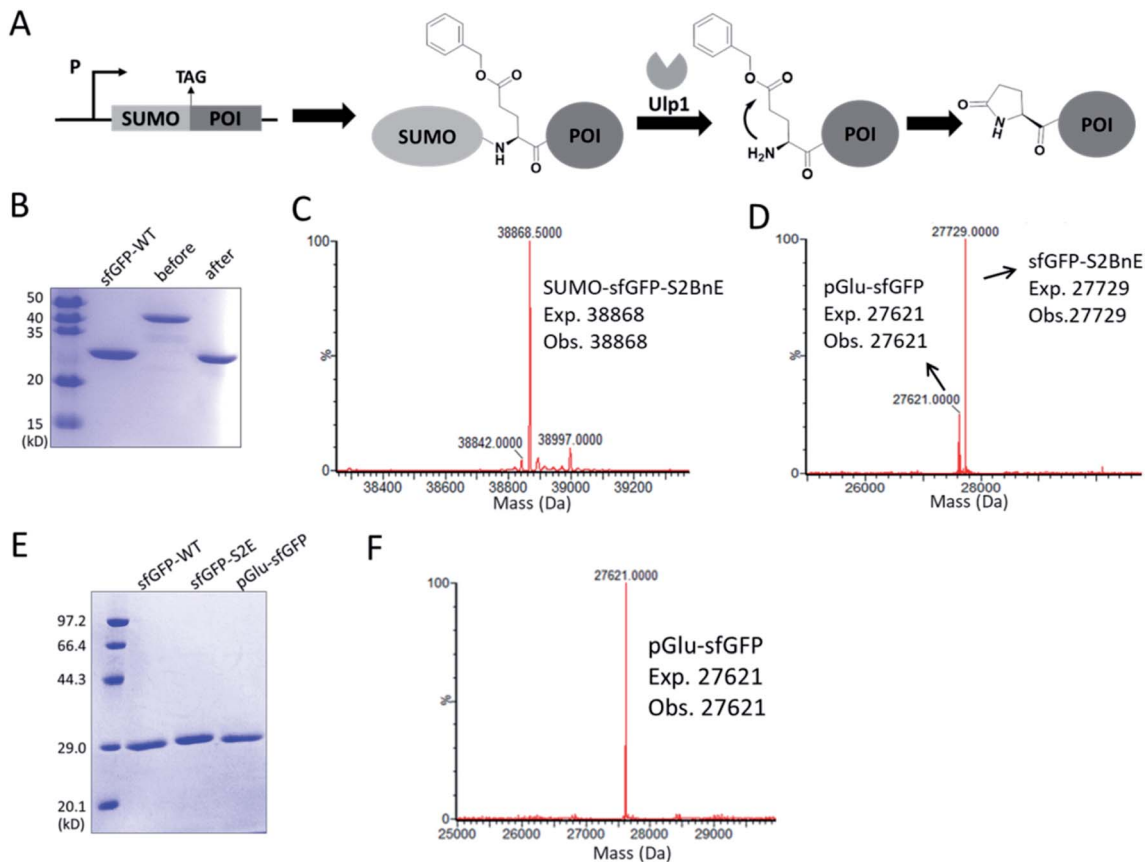 A
P
TAG
SUMO
POI
SUMO
N
H
O
O
O
POI
Ulp1
O
O
H2N
O
POI
O
N
H
O
POI
B
sfGFP-WT
before
after
50
40
35
20
15
(kD)
C
100
%
0
38868.5000
SUMO-sfGFP-S2BnE
Exp. 38868
Obs. 38868
38842.0000
38997.0000
38400
38600
38800
39000
39200
Mass (Da)
D
100
%
0
27729.0000
sfGFP-S2BnE
Exp. 27729
Obs.27729
pGlu-sfGFP
Exp. 27621
Obs. 27621
27621.0000
26000
28000
Mass (Da)
E
sfGFP-WT
sfGFP-S2E
pGlu-sfGFP
97.2
66.4
44.3
29.0
20.1
(kD)
F
100
%
0
27621.0000
pGlu-sfGFP
Exp. 27621
Obs. 27621
25000
26000
27000
28000
29000
Mass (Da)